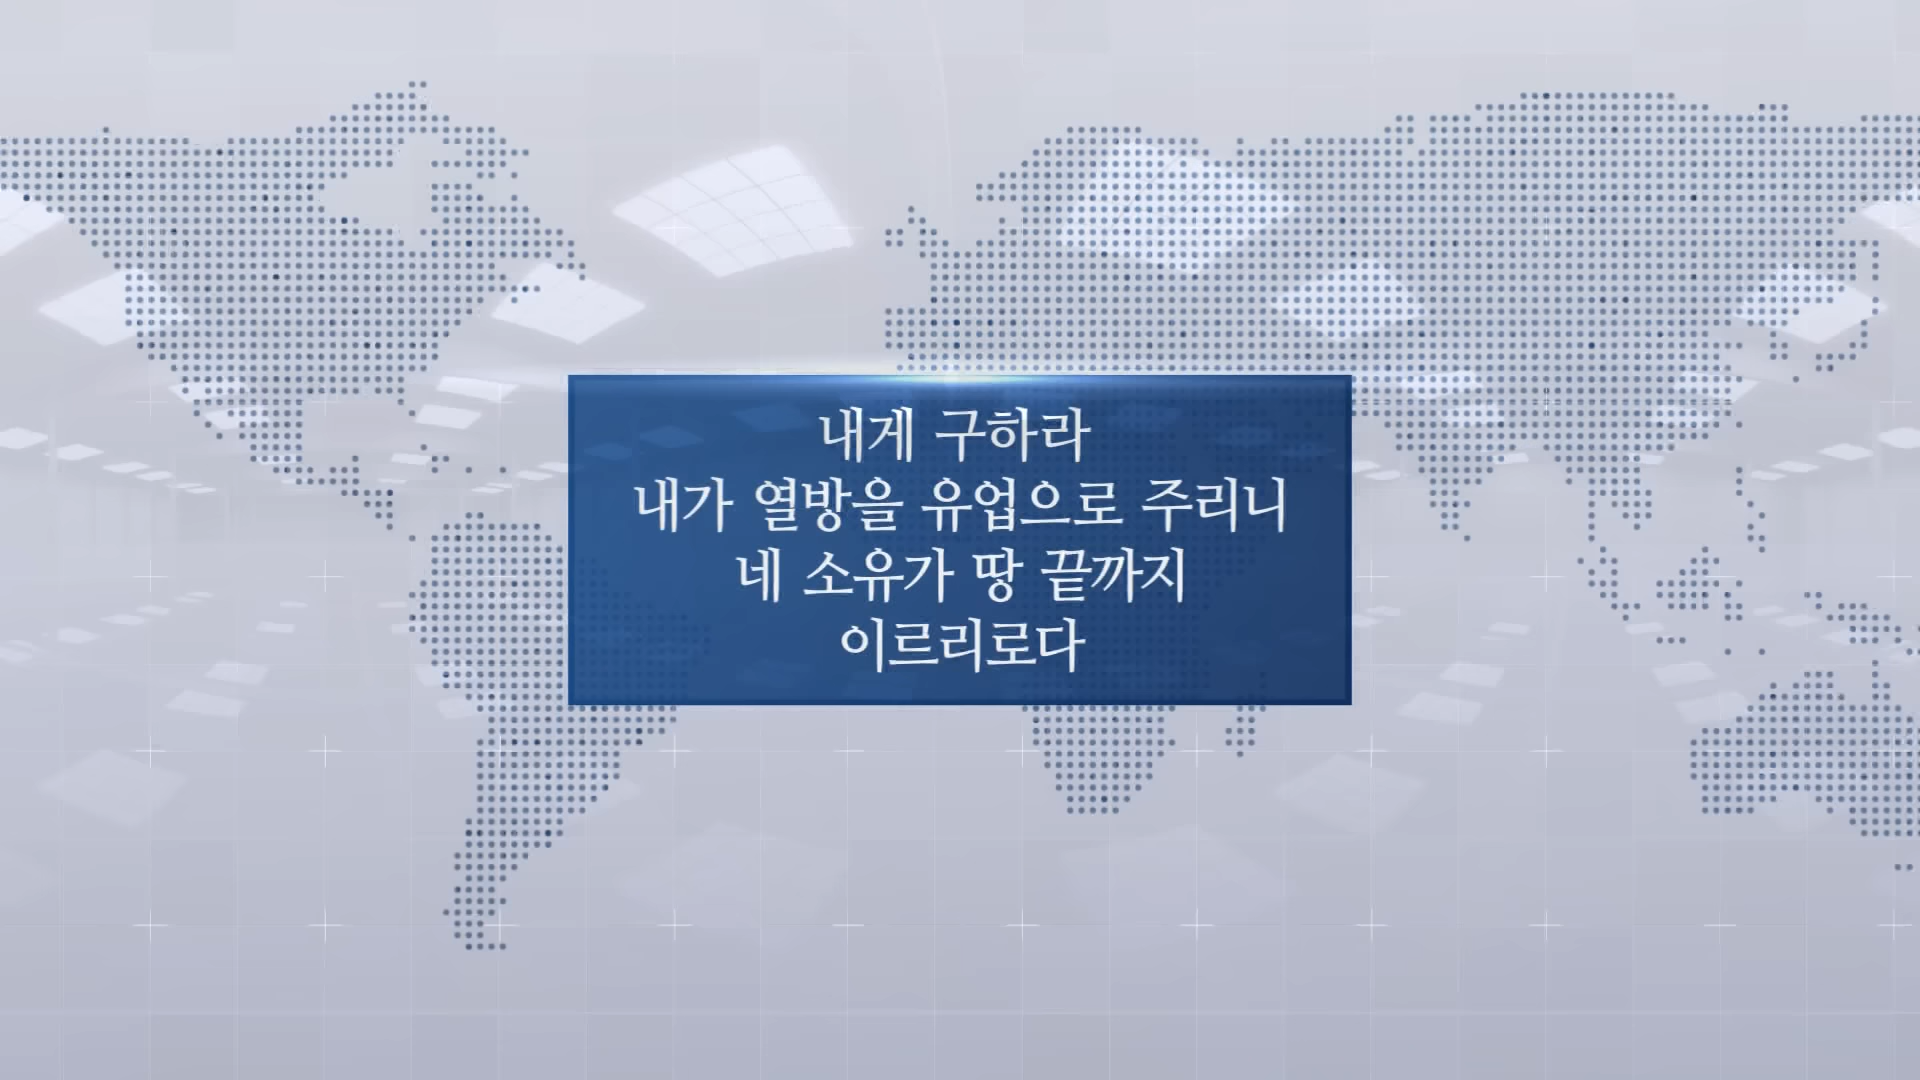 내게 구하라
내가 열방을 유업으로 주리니
네 소유가 땅 끝까지
이르리로다